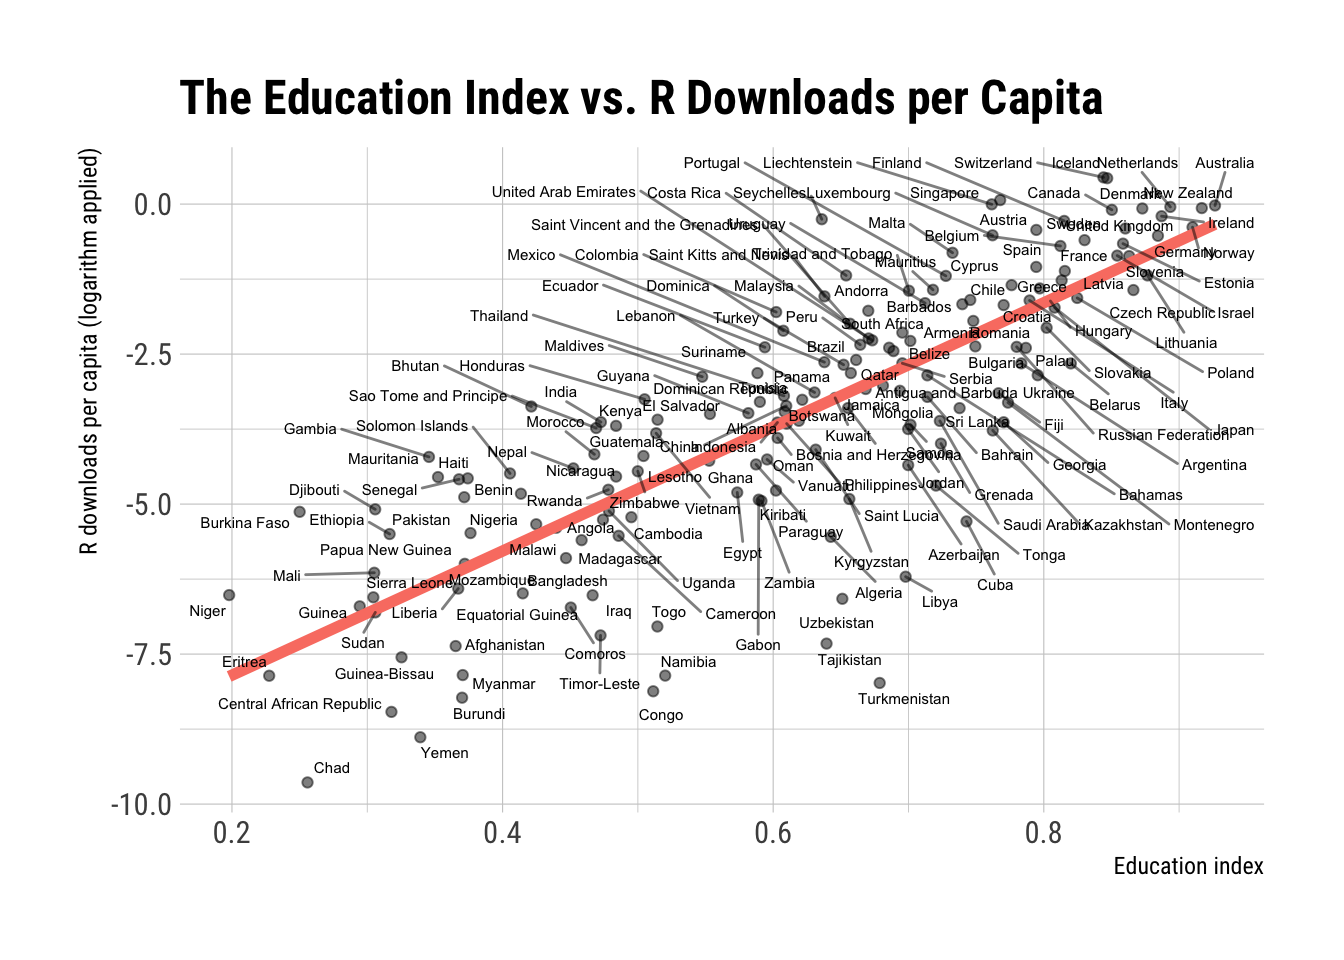 The Education Index vs. R Downloads per Capita
R downloads per capita (logarithm applied)
0.0
-2.5
-5.0
-7.5
-10.0
Portugal Liechtenstein Finland Switzerland Iceland Netherlands Australia
United Arab Emirates Costa Rica Seychelles Luxembourg Singapore Canada Denmark New Zealand
Saint Vincent and the Grenadines Uruguay Malta Austria Sweden United Kingdom Ireland
Belgium
Mexico Colombia Saint Kitts and Nevis Trinidad and Tobago Mauritius Cyprus Spain France Germany Norway
Slovenia
Ecuador Dominica Malaysia Andorra Chile Greece Latvia Estonia
Barbados
Thailand Lebanon Turkey Peru South Africa Armenia Romania Croatia Czech Republic Israel
Hungary
Maldives Suriname Brazil Belize Lithuania
Bhutan Honduras Guyana Panama Qatar Serbia Bulgaria Palau Slovakia Poland
Sao Tome and Principe India Dominican Republic Tunisia Antigua and Barbuda Ukraine
Kenya El Salvador Jamaica Mongolia Belarus Italy
Gambia Solomon Islands Morocco Albania Botswana Sri Lanka Fiji Russian Federation Japan
Guatemala China Indonesia Kuwait
Mauritania Haiti Nepal Nicaragua Bosnia and Herzegovina Samoa Bahrain Georgia Argentina
Oman
Djibouti Senegal Benin Rwanda Lesotho Ghana Vanuatu Philippines Jordan Grenada Bahamas
Zimbabwe Vietnam
Burkina Faso Ethiopia Pakistan Nigeria Angola Cambodia Kiribati Paraguay Saint Lucia Saudi Arabia Kazakhstan Montenegro
Papua New Guinea Malawi Madagascar Egypt Kyrgyzstan Azerbaijan Tonga
Mali Sierra Leone Mozambique Bangladesh Uganda Zambia Algeria Cuba
Niger Guinea Liberia Equatorial Guinea Iraq Togo Cameroon Libya
Uzbekistan
Sudan Afghanistan Comoros Gabon
Eritrea Guinea-Bissau Namibia Tajikistan
Myanmar Timor-Leste
Central African Republic Burundi Congo Turkmenistan
Yemen
Chad
0.2 0.4 0.6 0.8
Education index